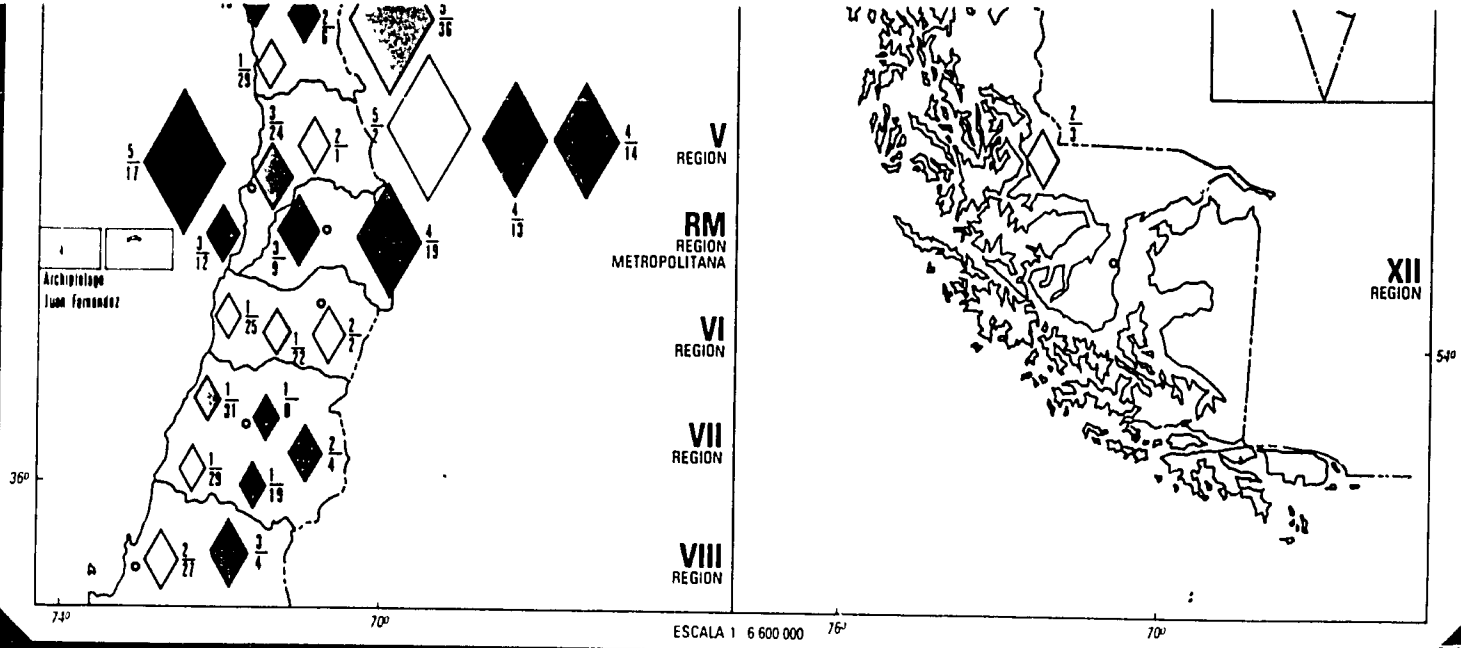 5
36
1
29
3
24
2
1
5
2
4
14
5
17
4
13
3
12
3
9
4
19
V
REGION
RM
REGION
METROPOLITANA
Archipielago
Juan Fernandez
1
25
1
22
2
2
VI
REGION
1
31
1
8
2
4
1
29
1
19
VII
REGION
36º
2
27
3
4
VIII
REGION
74º
70º
ESCALA 1 6 600 000
2
3
XII
REGION
54º
70º